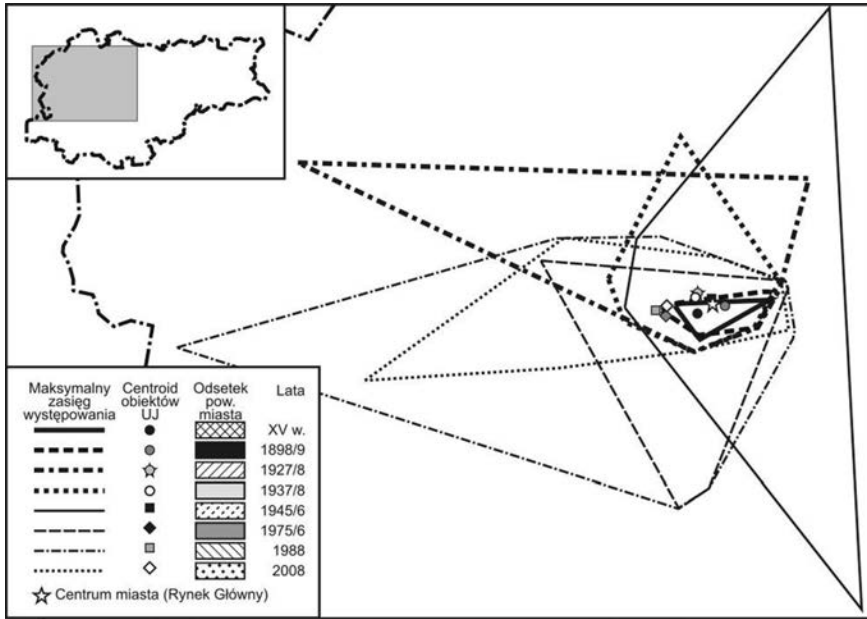 Maksymalny Centroid Odsetek Lata
zasięg obiektów pow.
występowania UJ miasta
XV w.
1898/9
1927/8
1937/8
1945/6
1975/6
1988
2008
Centrum miasta (Rynek Główny)